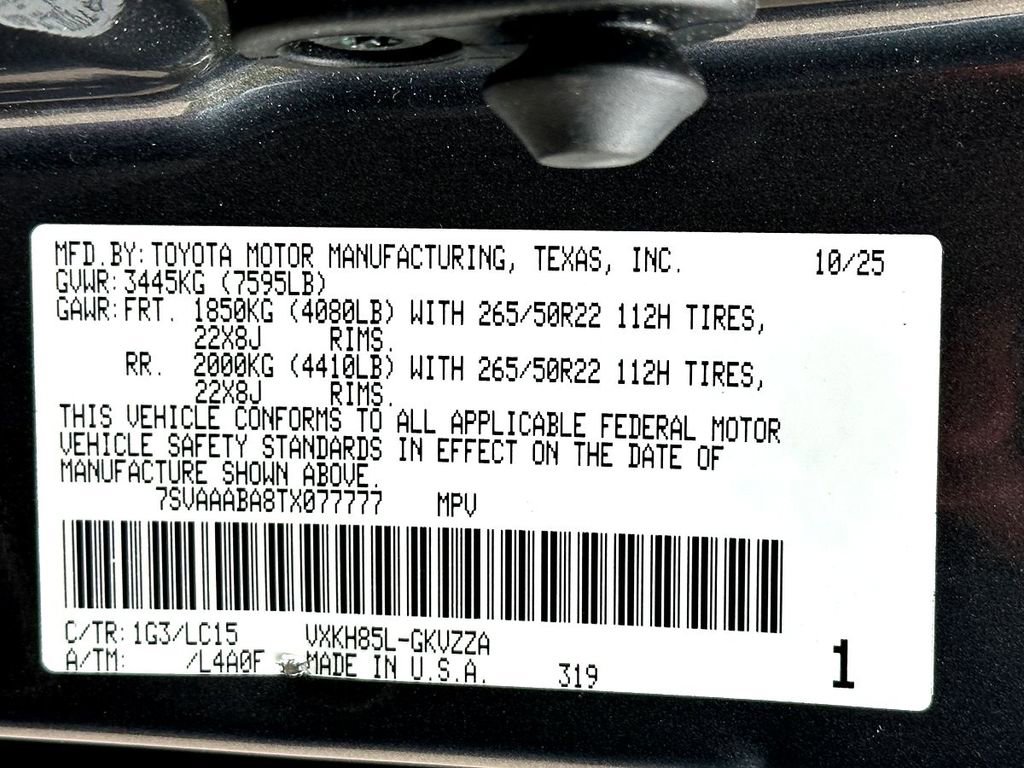 MFD.BY: TOYOTA MOTOR MANUFACTURING, TEXAS, INC. 10/25
GVWR: 3445KG (7595LB)
GAWR: FRT. 1850KG (4080LB) WITH 265/50R22 112H TIRES,
22X8J RIMS.
RR. 2000KG (4410LB) WITH 265/50R22 112H TIRES,
22X8J RIMS.
THIS VEHICLE CONFORMS TO ALL APPLICABLE FEDERAL MOTOR
VEHICLE SAFETY STANDARDS IN EFFECT ON THE DATE OF
MANUFACTURE SHOWN ABOVE.
7SVAAABA8TX077777 MPV
C/TR: 1G3/LC15 VXKH85L-GKVZZA
A/TM: /L4A0F MADE IN U.S.A. 319 1